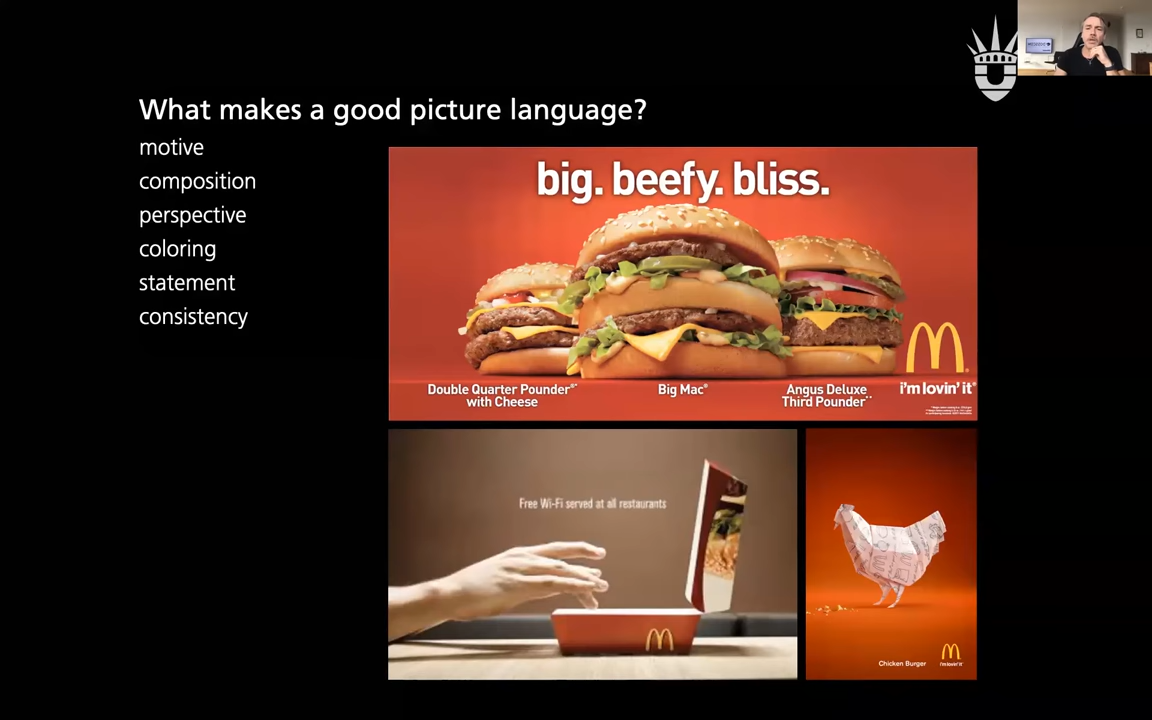 What makes a good picture language?
motive
composition
perspective
coloring
statement
consistency
big. beefy. bliss.
Double Quarter Pounder®*
with Cheese
Big Mac®
Angus Deluxe
Third Pounder**
i'm lovin' it®
Free Wi-Fi served at all restaurants
Chicken Burger
i'm lovin' it